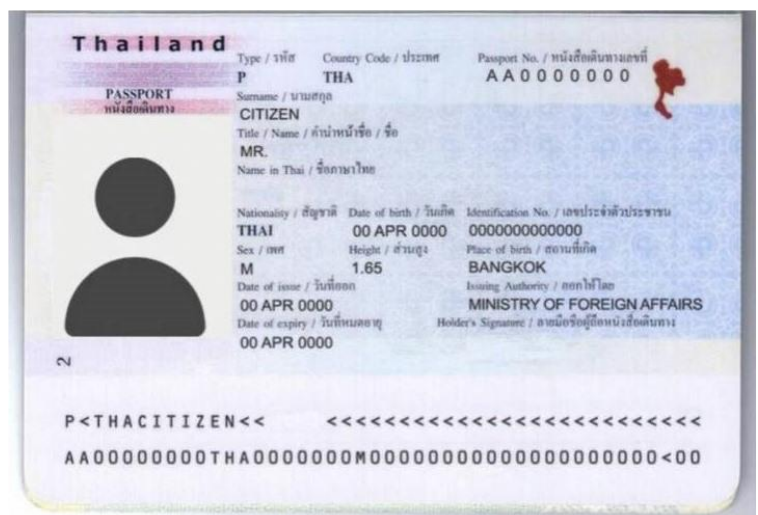 Thailand
PASSPORT
หนังสือเดินทาง
Type / รหัส Country Code / ประเทศ Passport No. / หนังสือเดินทางเลขที่
P THA AA0000000
Surname / นามสกุล
CITIZEN
Title / Name / คำนำหน้าชื่อ / ชื่อ
MR.
Name in Thai / ชื่อภาษาไทย
Nationality / สัญชาติ Date of birth / วันเกิด Identification No. / เลขประจำตัวประชาชน
THAI 00 APR 0000 0000000000000
Sex / เพศ Height / ส่วนสูง Place of birth / สถานที่เกิด
M 1.65 BANGKOK
Date of issue / วันที่ออก Issuing Authority / ออกให้โดย
00 APR 0000 MINISTRY OF FOREIGN AFFAIRS
Date of expiry / วันที่หมดอายุ Holder's Signature / ลายมือชื่อผู้ถือหนังสือเดินทาง
00 APR 0000
2
P<THACITIZEN<< <<<<<<<<<<<<<<<<<<<<<<<<<<
AA00000000THA0000000M00000000000000000000<00